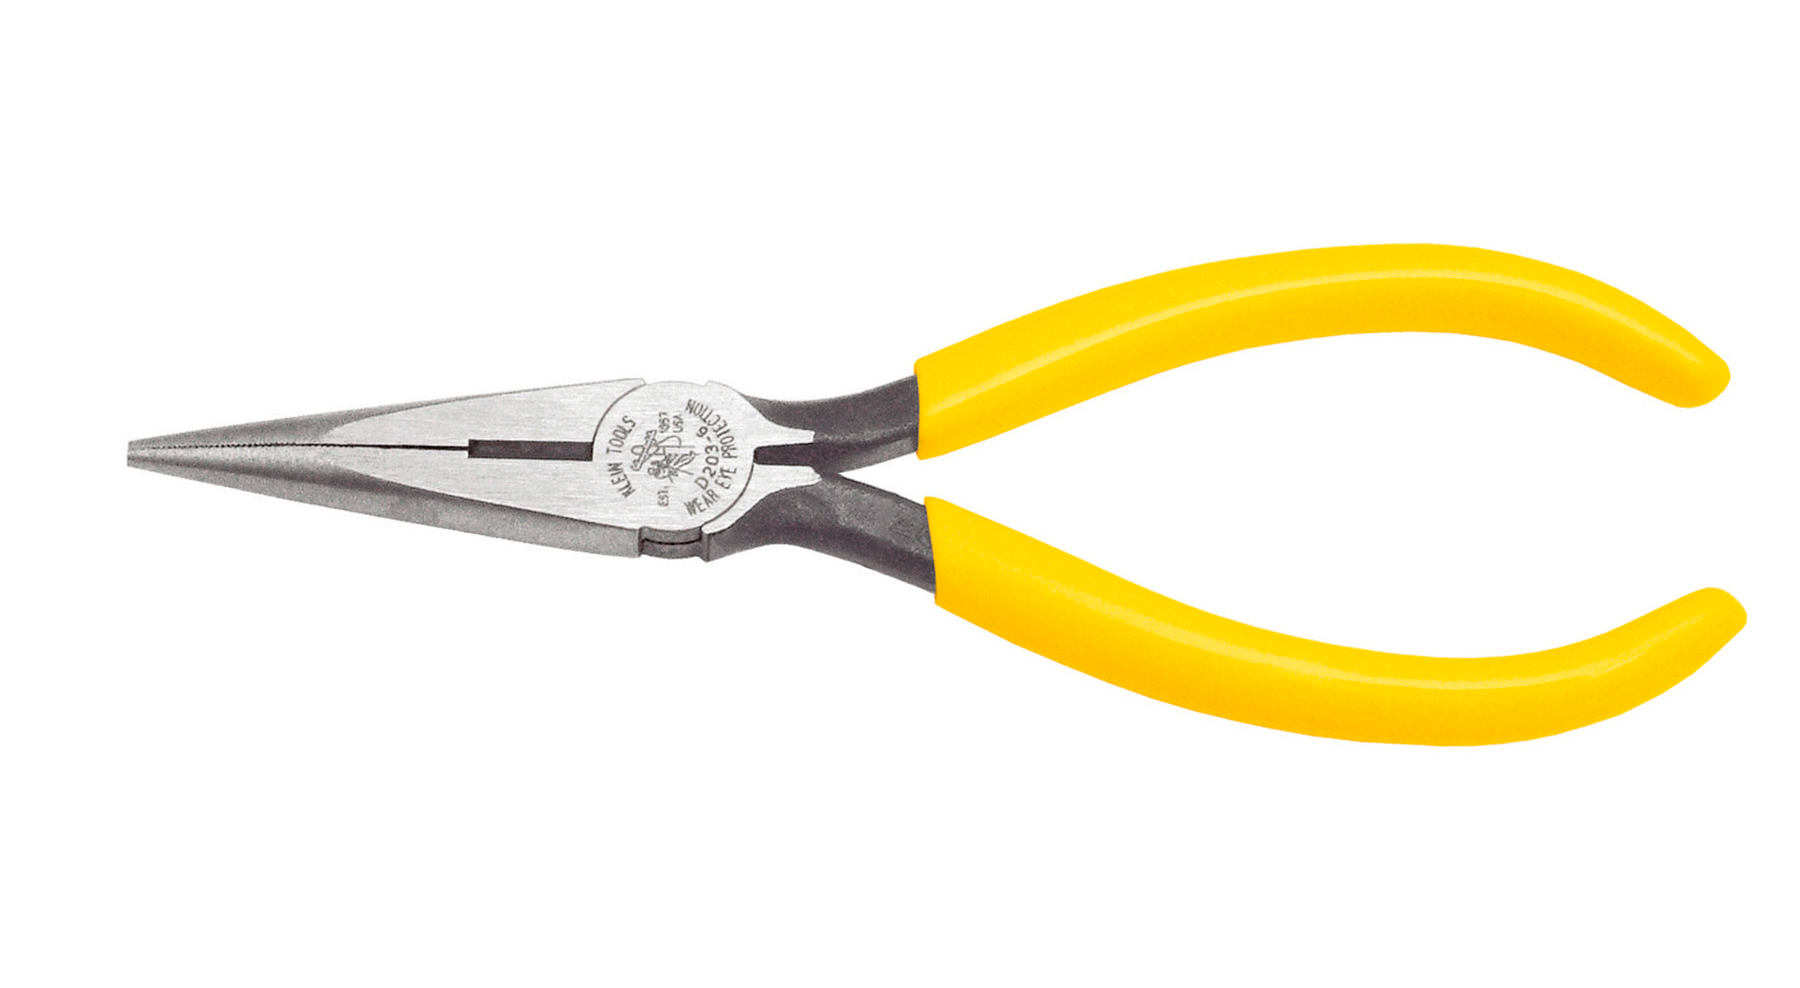 KLEIN TOOLS
EST. 1857
USA
D203-6
WEAR EYE PROTECTION